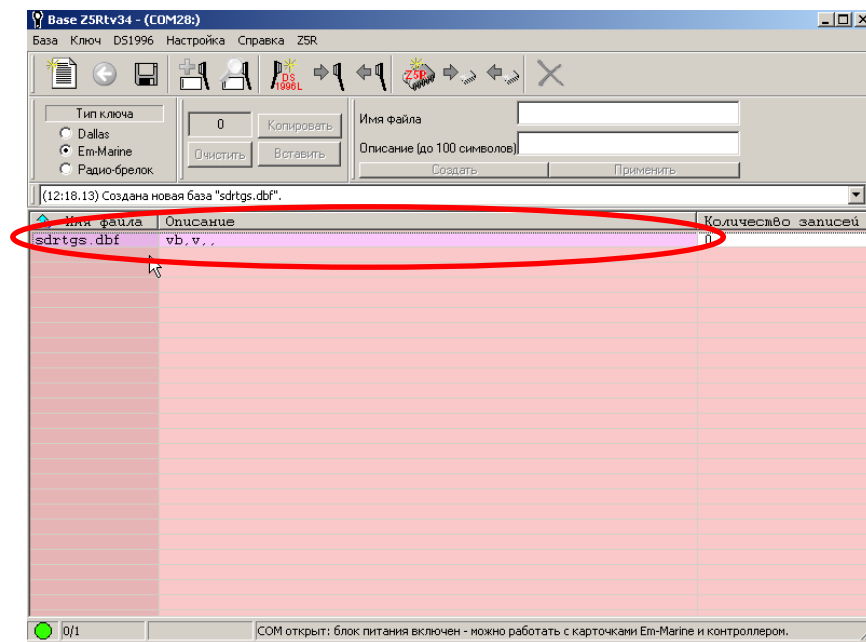 Base Z5Rtv34 - (COM28:)
База Ключ DS1996 Настройка Справка Z5R
DS 1996L Z5R
Тип ключа
Dallas
Em-Marine
Радио-брелок
0 Копировать
Очистить Вставить
Имя файла
Описание (до 100 символов)
Создать Применить
(12:18.13) Создана новая база "sdrtgs.dbf".
Имя файла Описание Количество записей
sdrtgs.dbf vb,v,, 0
0/1 COM открыт: блок питания включен - можно работать с карточками Em-Marine и контроллером.